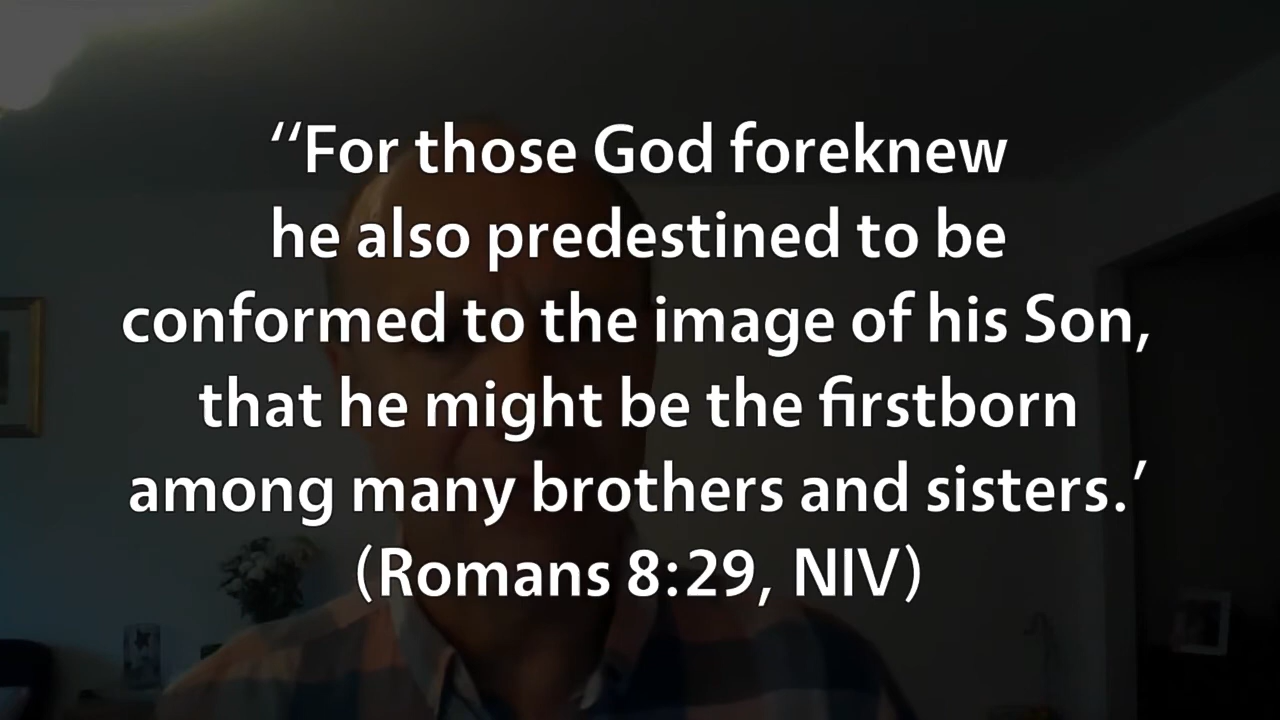 “For those God foreknew
he also predestined to be
conformed to the image of his Son,
that he might be the firstborn
among many brothers and sisters.’
(Romans 8:29, NIV)